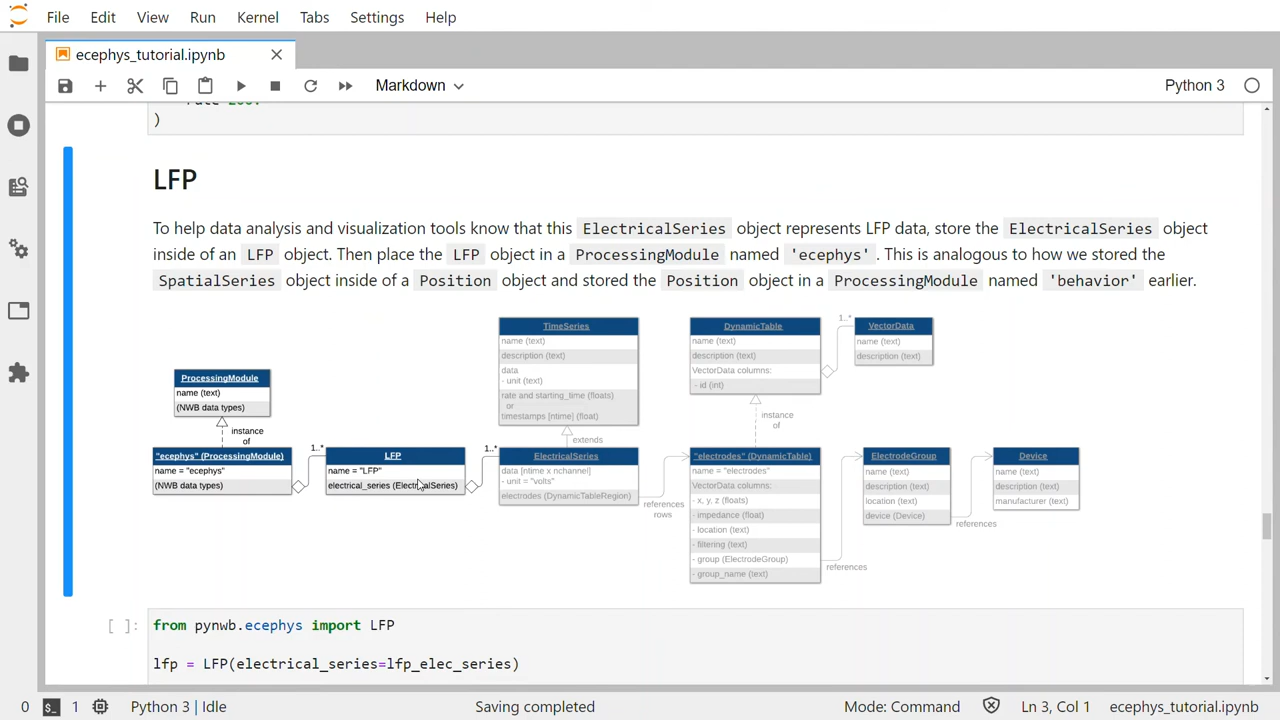 File Edit View Run Kernel Tabs Settings Help
ecephys_tutorial.ipynb
Markdown
Python 3
)
LFP
To help data analysis and visualization tools know that this ElectricalSeries object represents LFP data, store the ElectricalSeries object
inside of an LFP object. Then place the LFP object in a ProcessingModule named 'ecephys'. This is analogous to how we stored the
SpatialSeries object inside of a Position object and stored the Position object in a ProcessingModule named 'behavior' earlier.
ProcessingModule
name (text)
(NWB data types)
instance
of
"ecephys" (ProcessingModule)
name = "ecephys"
(NWB data types)
1..*
LFP
name = "LFP"
electrical_series (ElectricalSeries)
1..*
TimeSeries
name (text)
description (text)
data
- unit (text)
rate and starting_time (floats)
or
timestamps [ntime] (float)
extends
ElectricalSeries
data [ntime x nchannel]
- unit = "volts"
electrodes (DynamicTableRegion)
references
rows
DynamicTable
name (text)
description (text)
VectorData columns:
- id (int)
1..*
VectorData
name (text)
description (text)
instance
of
"electrodes" (DynamicTable)
name = "electrodes"
VectorData columns:
- x, y, z (floats)
- impedance (float)
- location (text)
- filtering (text)
- group (ElectrodeGroup)
- group_name (text)
references
ElectrodeGroup
name (text)
description (text)
location (text)
device (Device)
references
Device
name (text)
description (text)
manufacturer (text)
[ ]:
from pynwb.ecephys import LFP
lfp = LFP(electrical_series=lfp_elec_series)
0 $_ 1 Python 3 | Idle Saving completed Mode: Command Ln 3, Col 1 ecephys_tutorial.ipynb